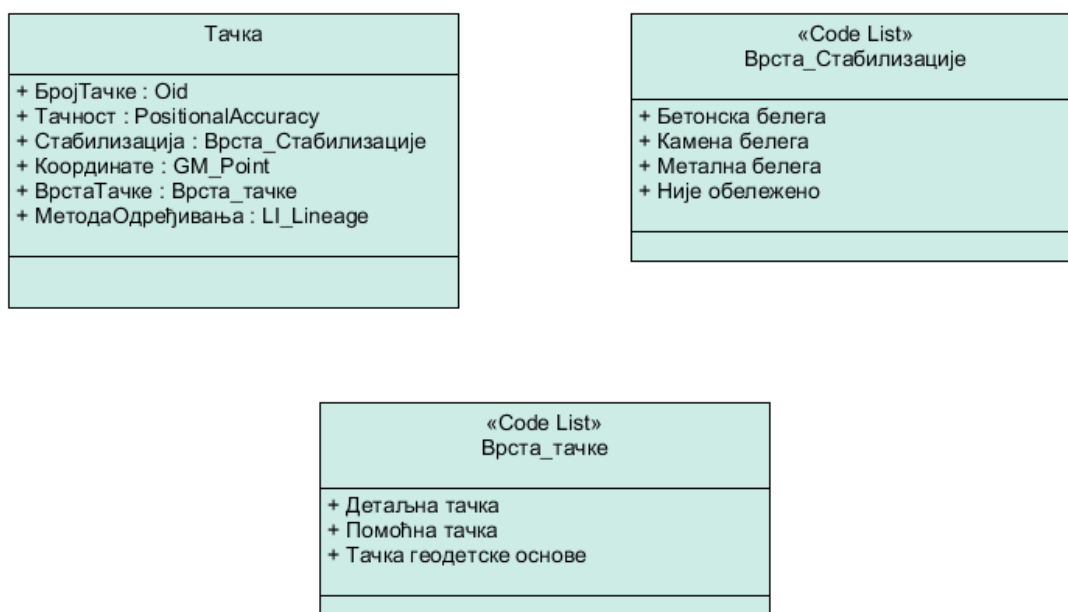 Тачка
+ БројТачке : Oid
+ Тачност : PositionalAccuracy
+ Стабилизација : Врста_Стабилизације
+ Координате : GM_Point
+ ВрстаТачке : Врста_тачке
+ МетодаОдређивања : LI_Lineage
«Code List»
Врста_Стабилизације
+ Бетонска белега
+ Камена белега
+ Метална белега
+ Није обележено
«Code List»
Врста_тачке
+ Детаљна тачка
+ Помоћна тачка
+ Тачка геодетске основе